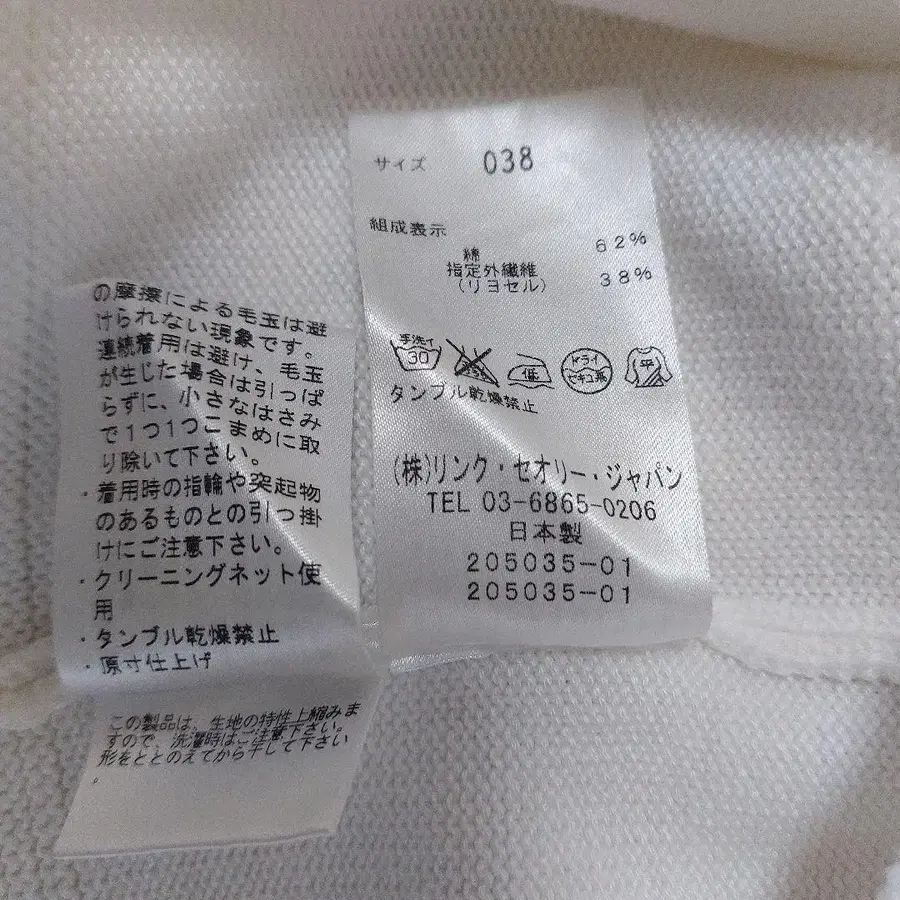 サイズ 038
組成表示
綿 62%
指定外繊維 38%
(リヨセル)
手洗イ
30
低
ドライ
セキユ系
平
タンブル乾燥禁止
(株)リンク・セオリー・ジャパン
TEL 03-6865-0206
日本製
205035-01
205035-01
の摩擦による毛玉は避
けられない現象です。
連続着用は避け、毛玉
が生じた場合は引っぱ
らずに、小さなはさみ
で1つ1つこまめに取
り除いて下さい。
・着用時の指輪や突起物
のあるものとの引っ掛
けにご注意下さい。
・クリーニングネット使
用
・タンブル乾燥禁止
・原寸仕上げ
この製品は、生地の特性上縮みま
すので、洗濯時はご注意下さい。
形をととのえてから干して下さい
。